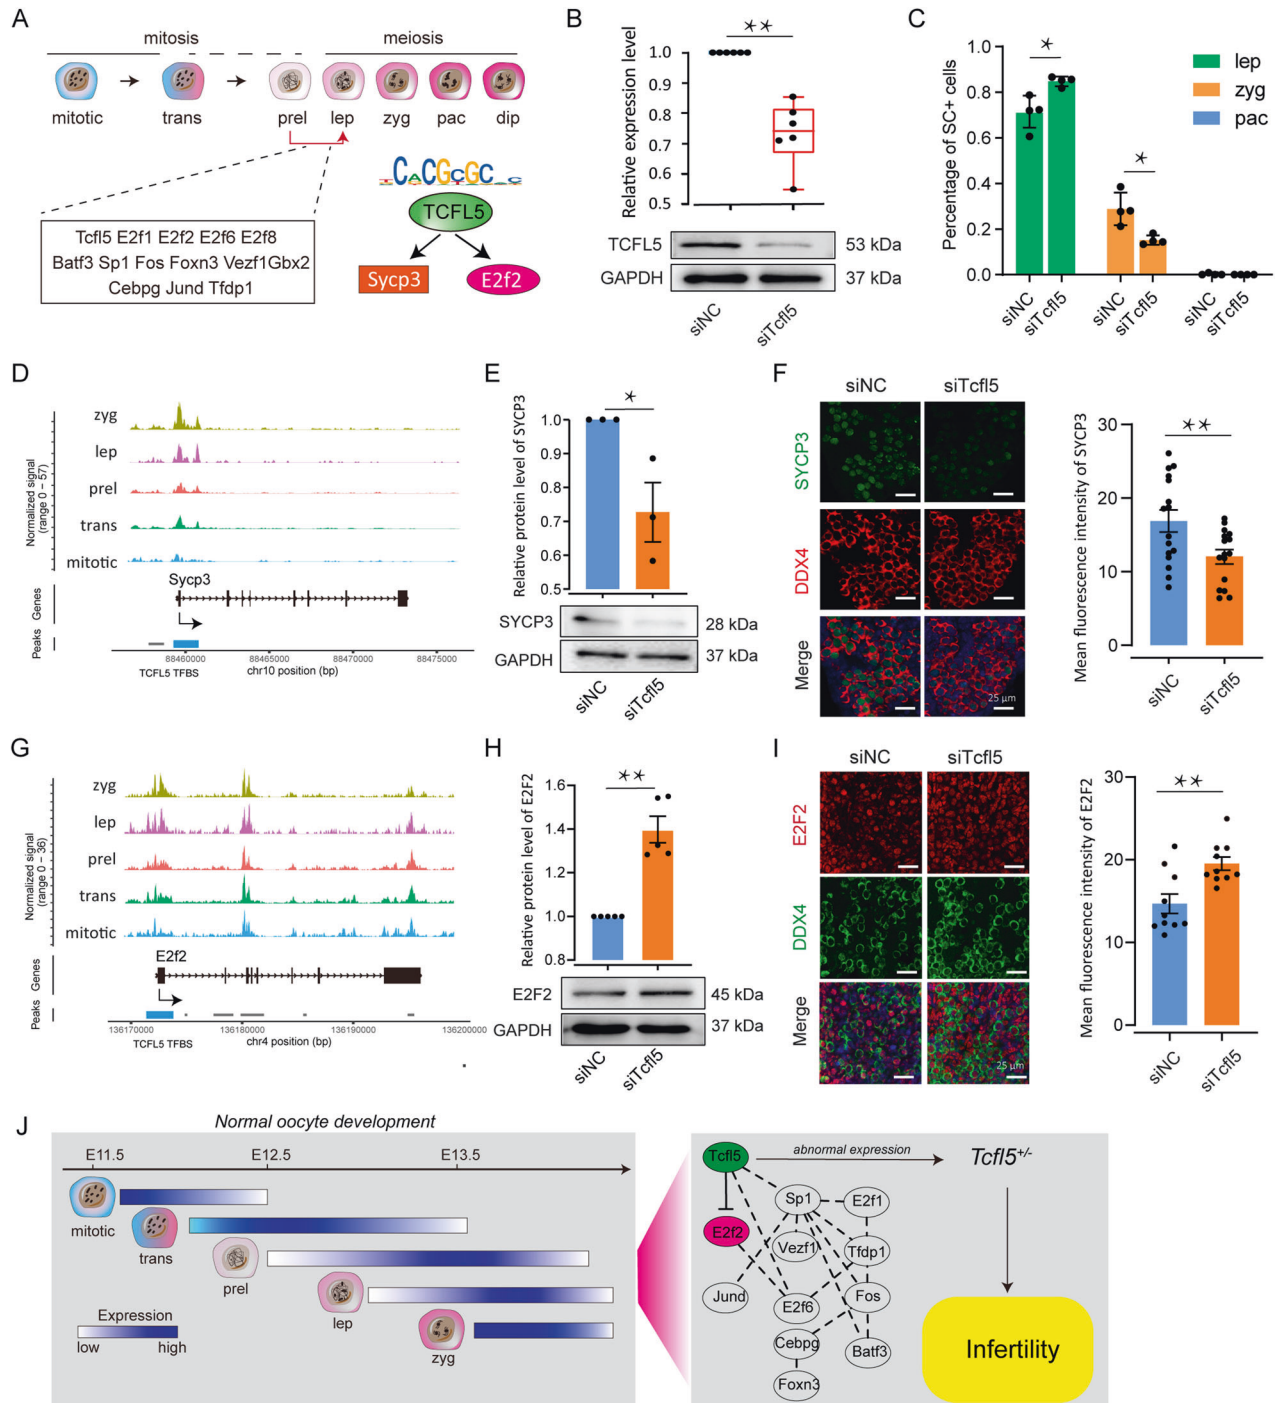 A
mitosis
meiosis
mitotic
trans
prel
lep
zyg
pac
dip
CACGCGC
TCFL5
Sycp3
E2f2
Tcfl5 E2f1 E2f2 E2f6 E2f8
Batf3 Sp1 Fos Foxn3 Vezf1Gbx2
Cebpg Jund Tfdp1
B
Relative expression level
**
1.0
0.9
0.8
0.7
0.6
0.5
TCFL5
53 kDa
GAPDH
37 kDa
siNC
siTcfl5
C
Percentage of SC+ cells
1.0
0.8
0.6
0.4
0.2
0.0
*
*
lep
zyg
pac
siNC
siTcfl5
siNC
siTcfl5
siNC
siTcfl5
D
Normalized signal
(range 0 – 57)
zyg
lep
prel
trans
mitotic
Genes
Sycp3
Peaks
88460000
88465000
88470000
88475000
TCFL5 TFBS
chr10 position (bp)
E
Relative protein level of SYCP3
*
1.0
0.9
0.8
0.7
0.6
0.5
SYCP3
28 kDa
GAPDH
37 kDa
siNC
siTcfl5
F
siNC
siTcfl5
SYCP3
DDX4
Merge
25 μm
Mean fluorescence intensity of SYCP3
**
30
20
10
0
siNC
siTcfl5
G
Normalized signal
(range 0 – 36)
zyg
lep
prel
trans
mitotic
Genes
E2f2
Peaks
136170000
136180000
136190000
136200000
TCFL5 TFBS
chr4 position (bp)
H
Relative protein level of E2F2
**
1.6
1.4
1.2
1.0
0.8
E2F2
45 kDa
GAPDH
37 kDa
siNC
siTcfl5
I
siNC
siTcfl5
E2F2
DDX4
Merge
25 μm
Mean fluorescence intensity of E2F2
**
30
20
10
0
siNC
siTcfl5
J
Normal oocyte development
E11.5
E12.5
E13.5
mitotic
trans
prel
lep
zyg
Expression
low
high
Tcfl5
abnormal expression
Tcfl5+/-
Sp1
E2f1
E2f2
Vezf1
Tfdp1
Jund
E2f6
Fos
Cebpg
Batf3
Foxn3
Infertility